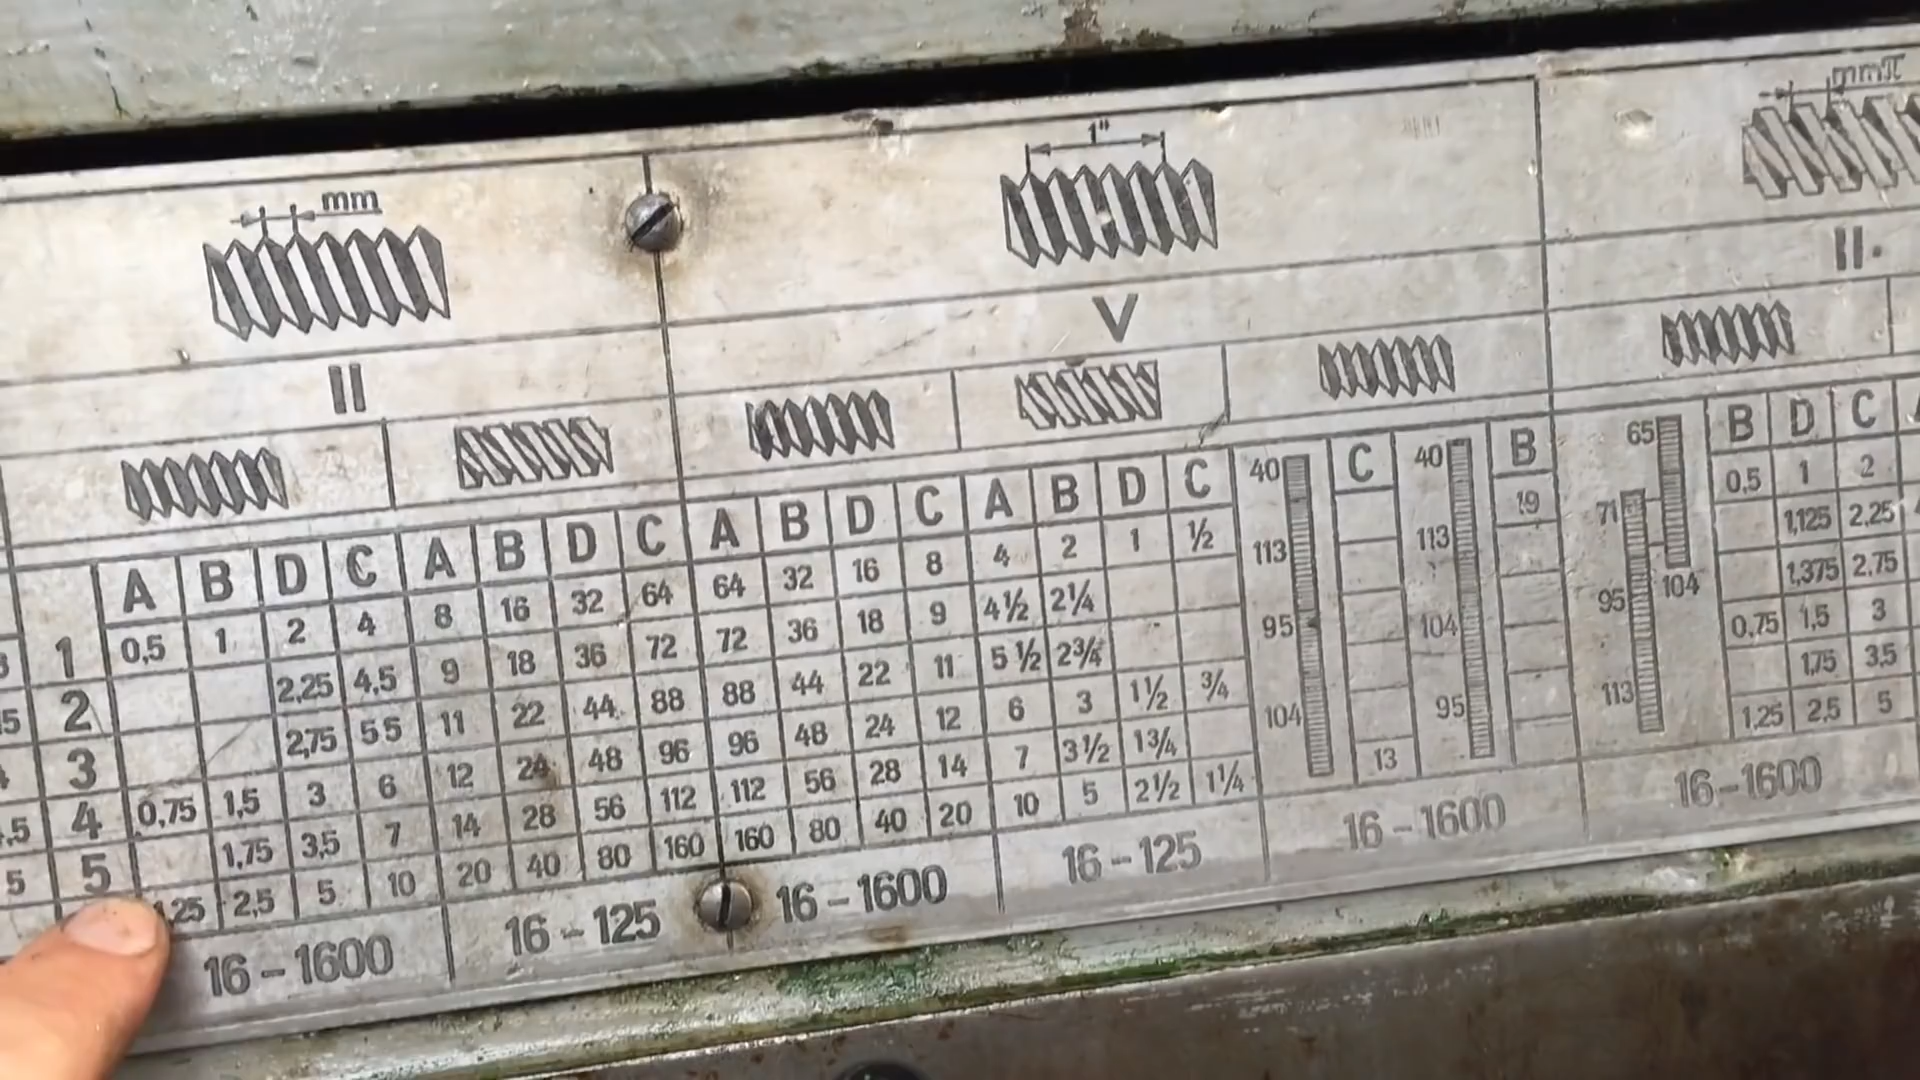 mm
1"
mmπ
II
V
II
A B D C A B D C A B D C A B D C 40 C 40 B 65 B D C
1 0,5 1 2 4 8 16 32 64 64 32 16 8 4 2 1 ½ 113 113 19 71 0,5 1 2
2 2,25 4,5 9 18 36 72 72 36 18 9 4½ 2¼ 1,125 2,25
3 2,75 55 11 22 44 88 88 44 22 11 5½ 2¾ 95 104 95 104 1,375 2,75
4 0,75 1,5 3 6 12 24 48 96 96 48 24 12 6 3 1½ ¾ 0,75 1,5 3
5 1,75 3,5 7 14 28 56 112 112 56 28 14 7 3½ 1¾ 104 95 113 1,75 3,5
,25 2,5 5 10 20 40 80 160 160 80 40 20 10 5 2½ 1¼ 13 1,25 2,5 5
16 – 1600 16 – 125 16 – 1600 16 – 125 16 – 1600 16 – 1600